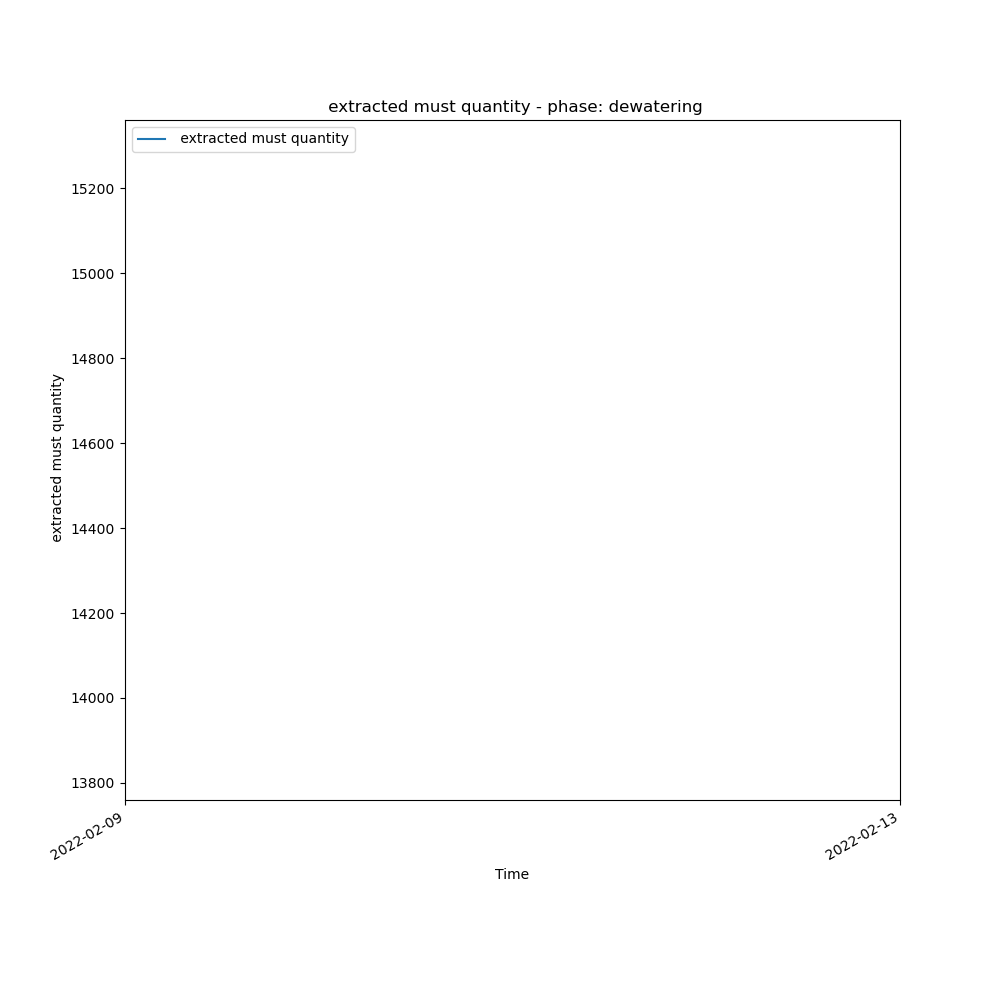 extracted must quantity - phase: dewatering
extracted must quantity
15200
15000
14800
14600
14400
14200
14000
13800
extracted must quantity
2022-02-09
2022-02-13
Time